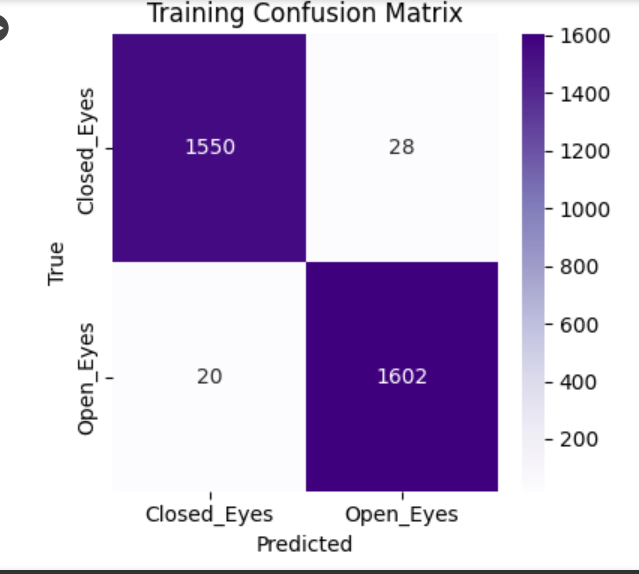 Training Confusion Matrix
True
Closed_Eyes
1550
28
Open_Eyes
20
1602
Closed_Eyes
Open_Eyes
Predicted
1600
1400
1200
1000
800
600
400
200